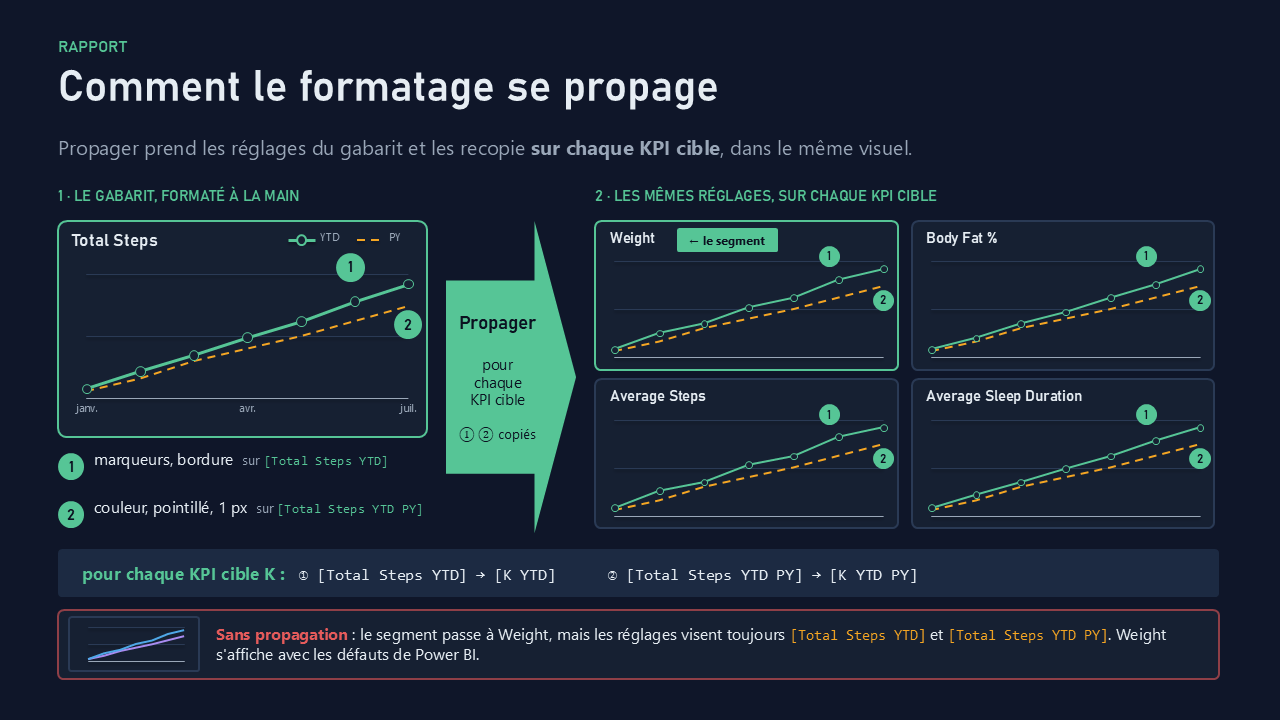 RAPPORT
Comment le formatage se propage
Propager prend les réglages du gabarit et les recopie sur chaque KPI cible, dans le même visuel.
1 · LE GABARIT, FORMATÉ À LA MAIN
Total Steps
YTD
PY
1
2
janv.
avr.
juil.
1 marqueurs, bordure sur [Total Steps YTD]
2 couleur, pointillé, 1 px sur [Total Steps YTD PY]
Propager
pour
chaque
KPI cible
① ② copiés
2 · LES MÊMES RÉGLAGES, SUR CHAQUE KPI CIBLE
Weight
← le segment
1
2
Body Fat %
1
2
Average Steps
1
2
Average Sleep Duration
1
2
pour chaque KPI cible K : ① [Total Steps YTD] → [K YTD] ② [Total Steps YTD PY] → [K YTD PY]
Sans propagation : le segment passe à Weight, mais les réglages visent toujours [Total Steps YTD] et [Total Steps YTD PY]. Weight
s'affiche avec les défauts de Power BI.